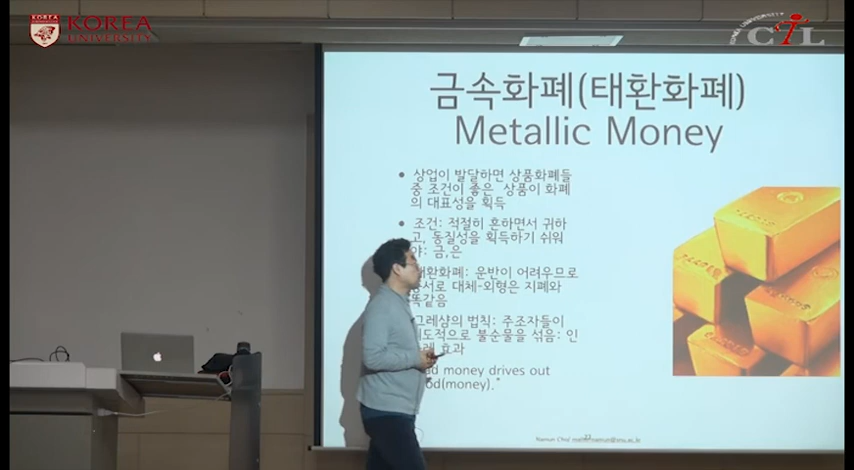 KOREA
UNIVERSITY
CTL
금속화폐(태환화폐)
Metallic Money
• 상업이 발달하면 상품화폐들
중 조건이 좋은 상품이 화폐
의 대표성을 획득
• 조건: 적절히 흔하면서 귀하
고, 동질성을 획득하기 쉬워
야: 금,은
태환화폐: 운반이 어려우므로
로 대체-외형은 지폐와
똑같음
그레샴의 법칙: 주조자들이
도적으로 불순물을 섞음: 인
효과
money drives out
(money)."